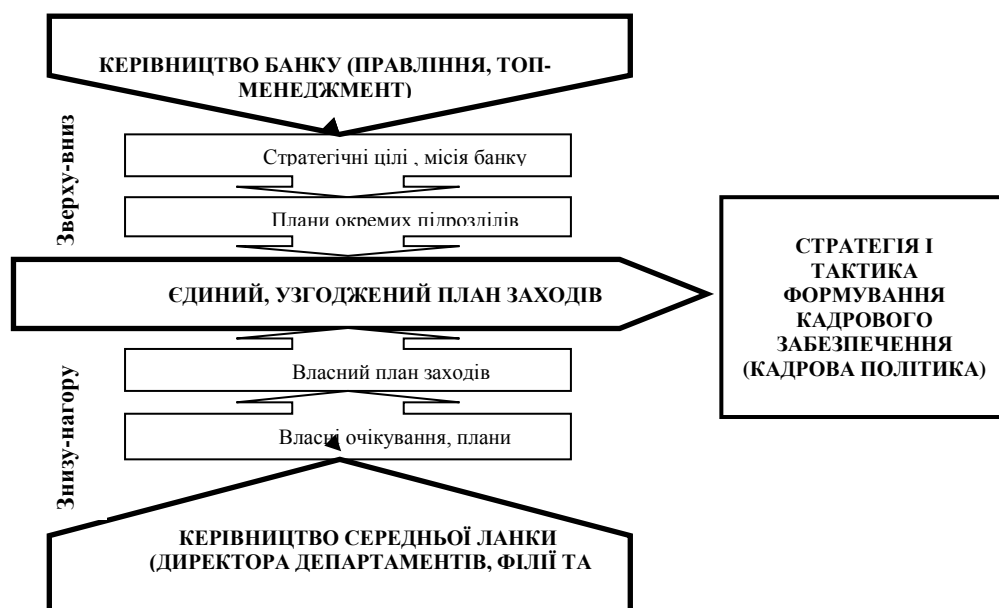 КЕРІВНИЦТВО БАНКУ (ПРАВЛІННЯ, ТОП-
МЕНЕДЖМЕНТ)
Зверху-вниз
Стратегічні цілі , місія банку
Плани окремих підрозділів
ЄДИНИЙ, УЗГОДЖЕНИЙ ПЛАН ЗАХОДІВ
СТРАТЕГІЯ І
ТАКТИКА
ФОРМУВАННЯ
КАДРОВОГО
ЗАБЕЗПЕЧЕННЯ
(КАДРОВА ПОЛІТИКА)
Знизу-нагору
Власний план заходів
Власні очікування, плани
КЕРІВНИЦТВО СЕРЕДНЬОЇ ЛАНКИ
(ДИРЕКТОРА ДЕПАРТАМЕНТІВ, ФІЛІЇ ТА